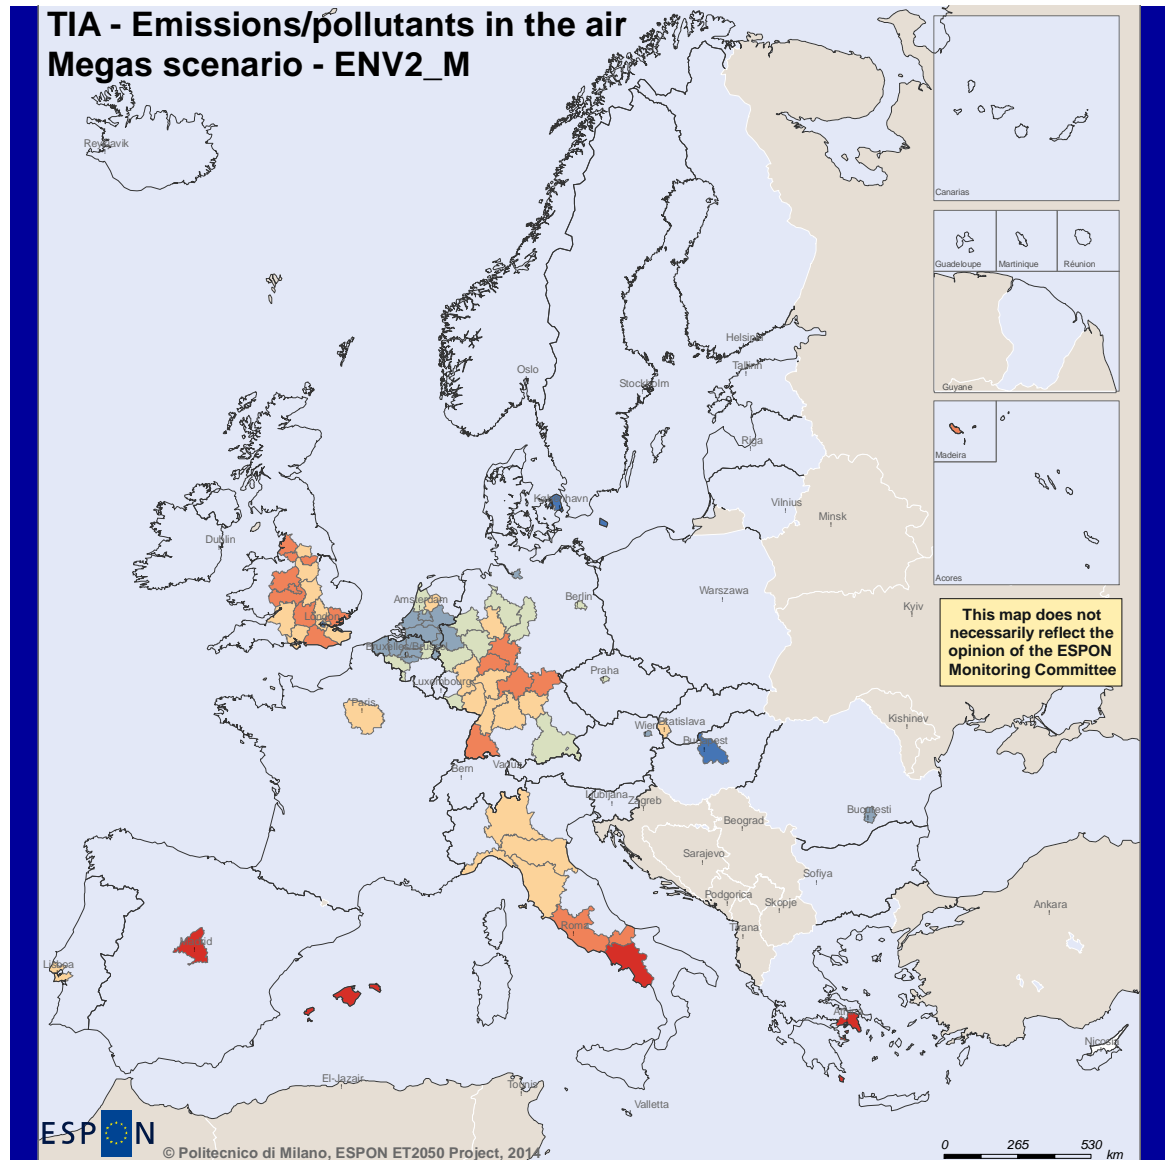 TIA - Emissions/pollutants in the air
Megas scenario - ENV2_M
Reykjavik
Canarias
Guadeloupe
Martinique
Réunion
Guyane
Madeira
Acores
Helsinki
Tallinn
Oslo
Stockholm
Riga
København
Vilnius
Minsk
Dublin
Amsterdam
Berlin
Warszawa
Kyiv
This map does not
necessarily reflect the
opinion of the ESPON
Monitoring Committee
London
Bruxelles/Brussel
Luxembourg
Praha
Paris
Wien
Bratislava
Budapest
Kishinev
Bern
Vaduz
Ljubljana
Zagreb
Bucuresti
Beograd
Sarajevo
Sofiya
Podgorica
Skopje
Ankara
Roma
Tirana
Madrid
Lisboa
Athinai
Nicosia
El-Jazair
Tounis
Valletta
ESPON
© Politecnico di Milano, ESPON ET2050 Project, 2014
0 265 530
km